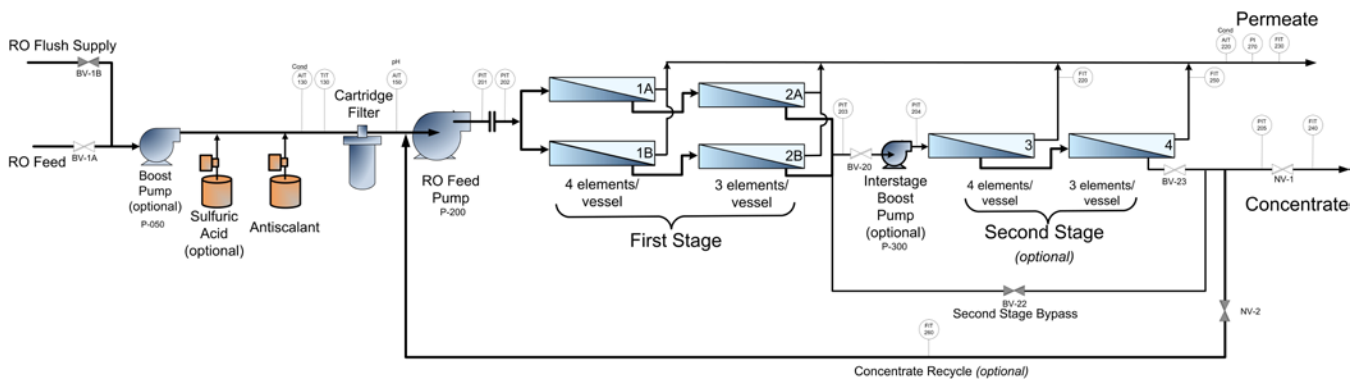 Permeate
RO Flush Supply
BV-1B
RO Feed
BV-1A
Boost
Pump
(optional)
P-050
Sulfuric
Acid
(optional)
Antiscalant
Cond
AIT
130
TIT
130
pH
AIT
150
Cartridge
Filter
RO Feed
Pump
P-200
PIT
201
PIT
202
1A
1B
2A
2B
4 elements/
vessel
3 elements/
vessel
First Stage
PIT
203
BV-20
PIT
204
Interstage
Boost
Pump
(optional)
P-300
3
4
4 elements/
vessel
3 elements/
vessel
Second Stage
(optional)
FIT
220
FIT
250
Cond
AIT
220
PI
270
FIT
230
BV-23
PIT
205
NV-1
FIT
240
Concentrate
BV-22
Second Stage Bypass
NV-2
FIT
260
Concentrate Recycle (optional)